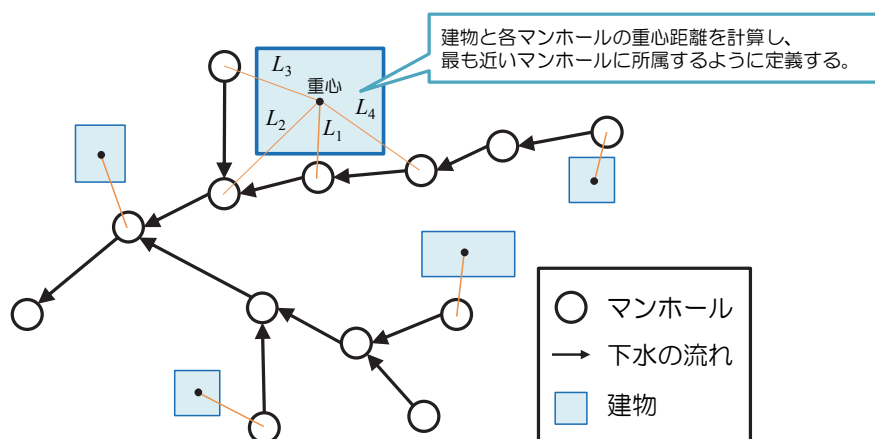 建物と各マンホールの重心距離を計算し、
最も近いマンホールに所属するように定義する。
L3
重心
L2
L1
L4
マンホール
下水の流れ
建物